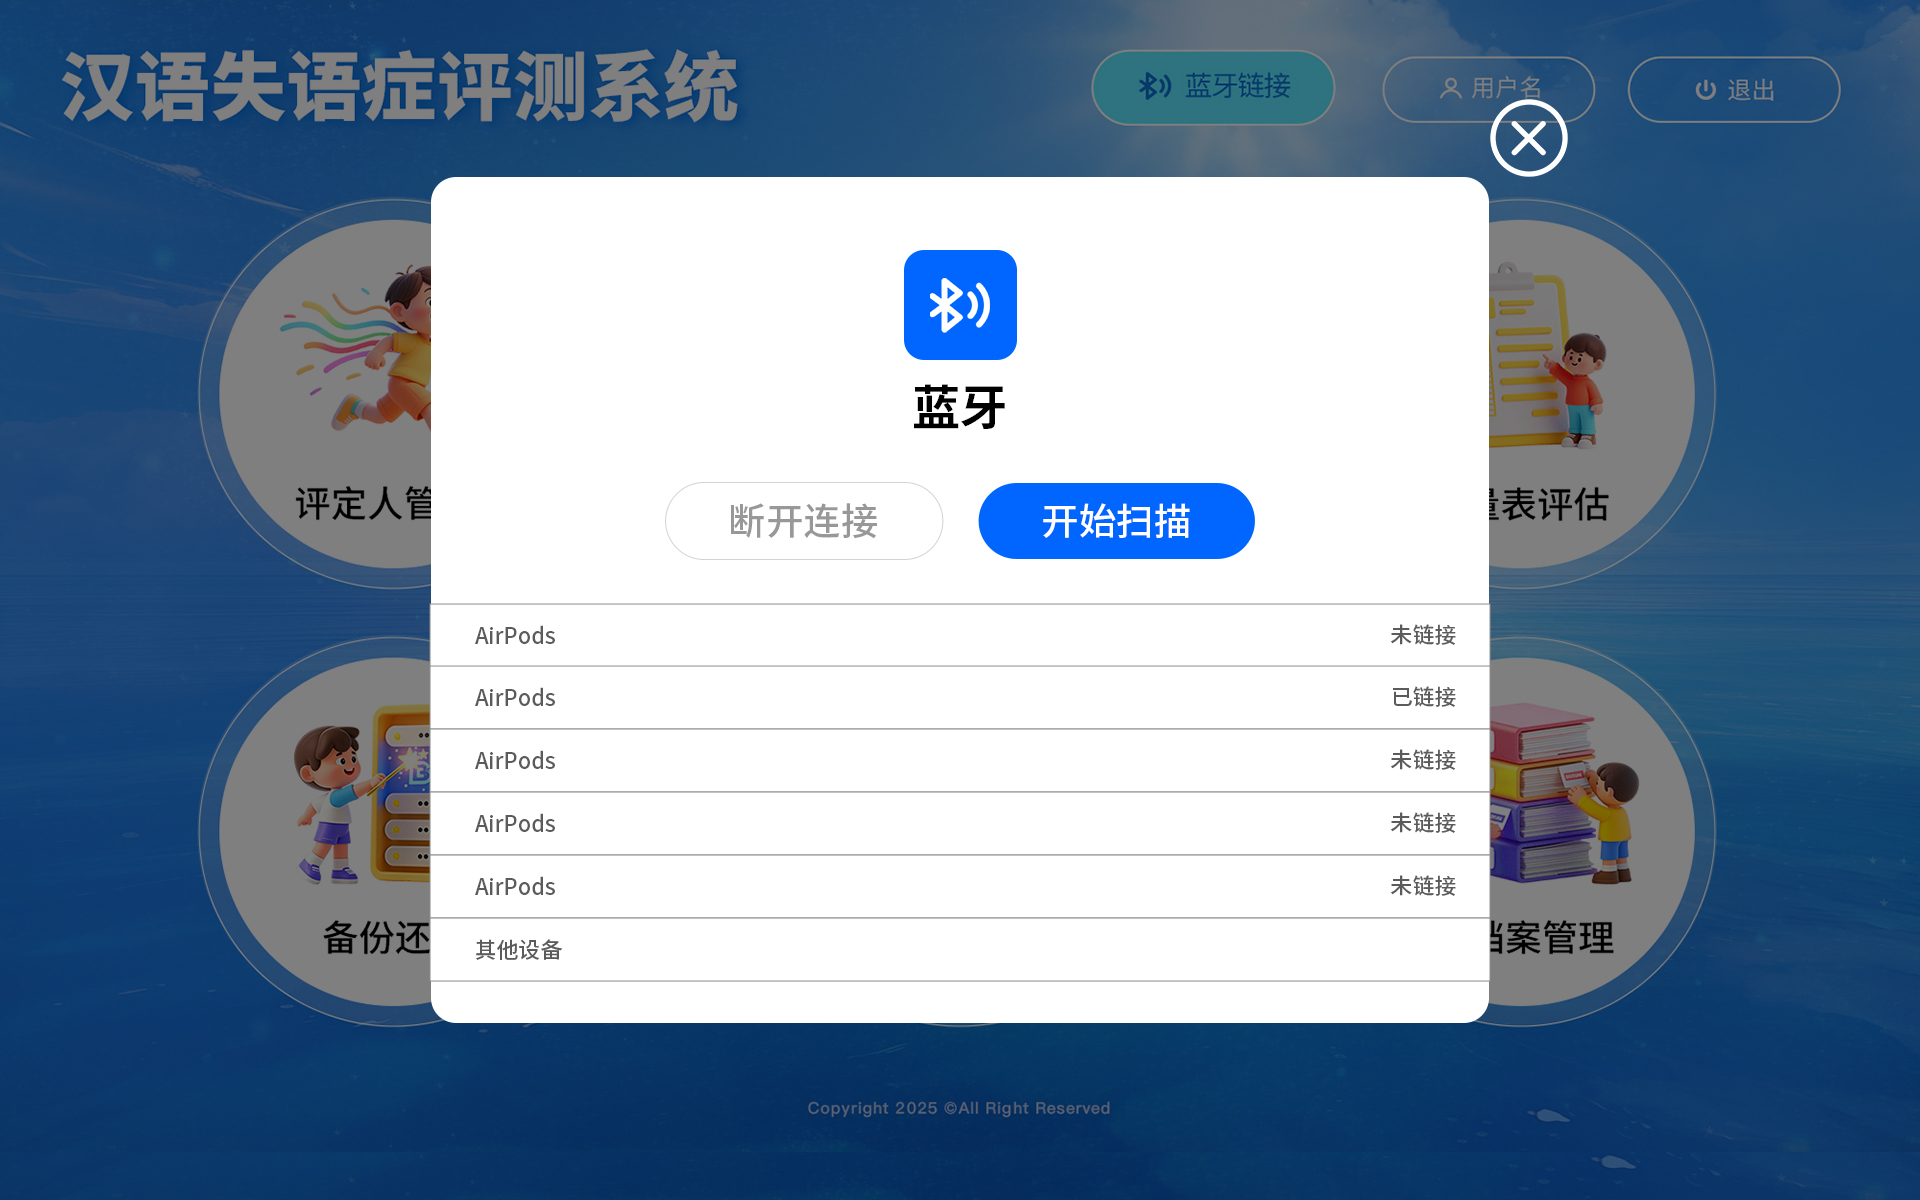 汉语失语症评测系统
蓝牙链接
用户名
退出
蓝牙
断开连接
开始扫描
评定人管
量表评估
AirPods 未链接
AirPods 已链接
AirPods 未链接
AirPods 未链接
AirPods 未链接
其他设备
备份还
档案管理
Copyright 2025 ©All Right Reserved